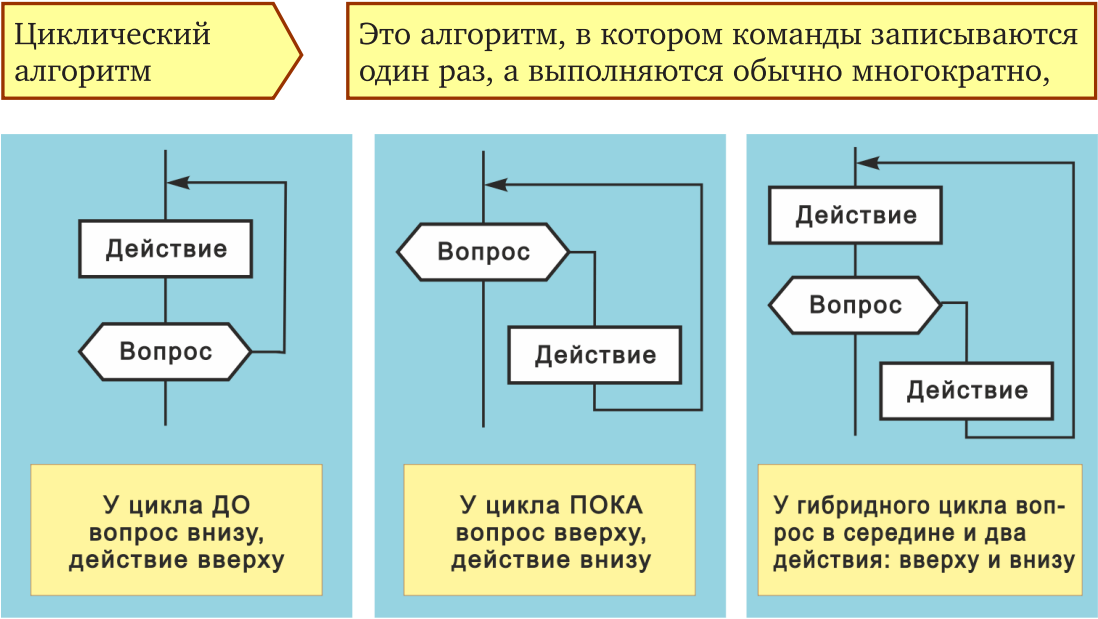 Циклический
алгоритм
Это алгоритм, в котором команды записываются
один раз, а выполняются обычно многократно,
Действие
Вопрос
У цикла ДО
вопрос внизу,
действие вверху
Вопрос
Действие
У цикла ПОКА
вопрос вверху,
действие внизу
Действие
Вопрос
Действие
У гибридного цикла воп-
рос в середине и два
действия: вверху и внизу